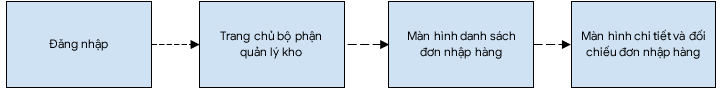 Đăng nhập
Trang chủ bộ phận
quản lý kho
Màn hình danh sách
đơn nhập hàng
Màn hình chi tiết và đối
chiếu đơn nhập hàng